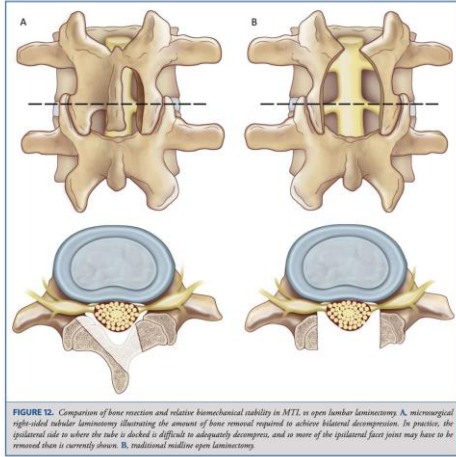 A
B
FIGURE 12. Comparison of bone resection and relative biomechanical stability in MTL vs open lumbar laminectomy. A, microsurgical
right-sided tubular laminotomy illustrating the amount of bone removal required to achieve bilateral decompression. In practice, the
ipsilateral side to where the tube is docked is difficult to adequately decompress, and so more of the ipsilateral facet joint may have to be
removed than is currently shown. B, traditional midline open laminectomy.